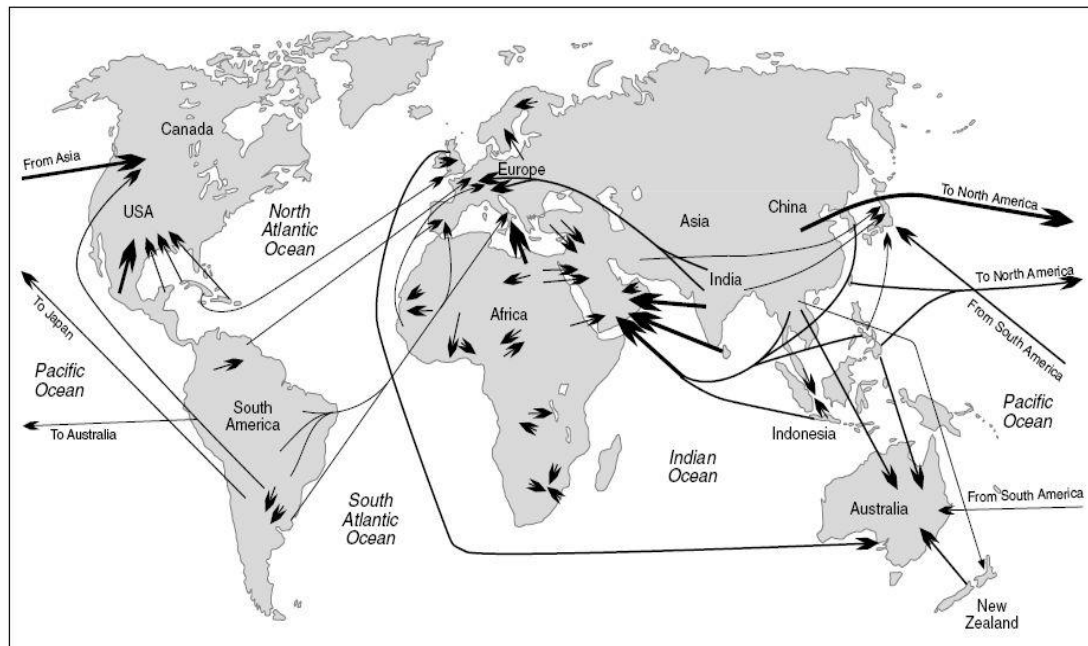 Canada
From Asia
USA
North
Atlantic
Ocean
Europe
Asia
China
To North America
India
To North America
Africa
From South America
To Japan
Pacific
Ocean
South
America
To Australia
Pacific
Ocean
Indonesia
Indian
Ocean
South
Atlantic
Ocean
Australia
From South America
New
Zealand